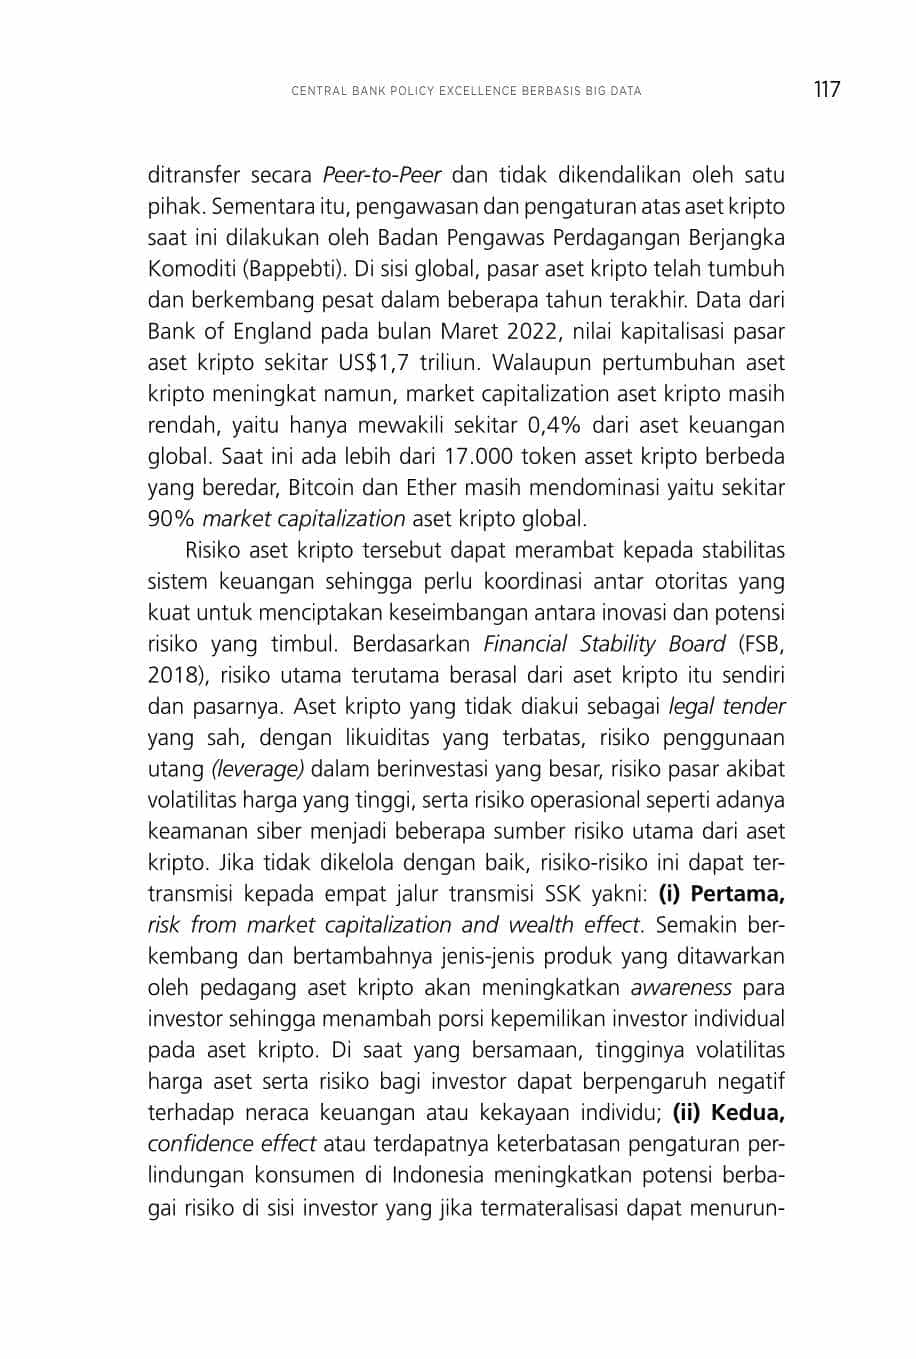 CENTRAL BANK POLICY EXCELLENCE BERBASIS BIG DATA 117
ditransfer secara Peer-to-Peer dan tidak dikendalikan oleh satu
pihak. Sementara itu, pengawasan dan pengaturan atas aset kripto
saat ini dilakukan oleh Badan Pengawas Perdagangan Berjangka
Komoditi (Bappebti). Di sisi global, pasar aset kripto telah tumbuh
dan berkembang pesat dalam beberapa tahun terakhir. Data dari
Bank of England pada bulan Maret 2022, nilai kapitalisasi pasar
aset kripto sekitar US$1,7 triliun. Walaupun pertumbuhan aset
kripto meningkat namun, market capitalization aset kripto masih
rendah, yaitu hanya mewakili sekitar 0,4% dari aset keuangan
global. Saat ini ada lebih dari 17.000 token asset kripto berbeda
yang beredar, Bitcoin dan Ether masih mendominasi yaitu sekitar
90% market capitalization aset kripto global.
Risiko aset kripto tersebut dapat merambat kepada stabilitas
sistem keuangan sehingga perlu koordinasi antar otoritas yang
kuat untuk menciptakan keseimbangan antara inovasi dan potensi
risiko yang timbul. Berdasarkan Financial Stability Board (FSB,
2018), risiko utama terutama berasal dari aset kripto itu sendiri
dan pasarnya. Aset kripto yang tidak diakui sebagai legal tender
yang sah, dengan likuiditas yang terbatas, risiko penggunaan
utang (leverage) dalam berinvestasi yang besar, risiko pasar akibat
volatilitas harga yang tinggi, serta risiko operasional seperti adanya
keamanan siber menjadi beberapa sumber risiko utama dari aset
kripto. Jika tidak dikelola dengan baik, risiko-risiko ini dapat ter-
transmisi kepada empat jalur transmisi SSK yakni: (i) Pertama,
risk from market capitalization and wealth effect. Semakin ber-
kembang dan bertambahnya jenis-jenis produk yang ditawarkan
oleh pedagang aset kripto akan meningkatkan awareness para
investor sehingga menambah porsi kepemilikan investor individual
pada aset kripto. Di saat yang bersamaan, tingginya volatilitas
harga aset serta risiko bagi investor dapat berpengaruh negatif
terhadap neraca keuangan atau kekayaan individu; (ii) Kedua,
confidence effect atau terdapatnya keterbatasan pengaturan per-
lindungan konsumen di Indonesia meningkatkan potensi berba-
gai risiko di sisi investor yang jika termateralisasi dapat menurun-